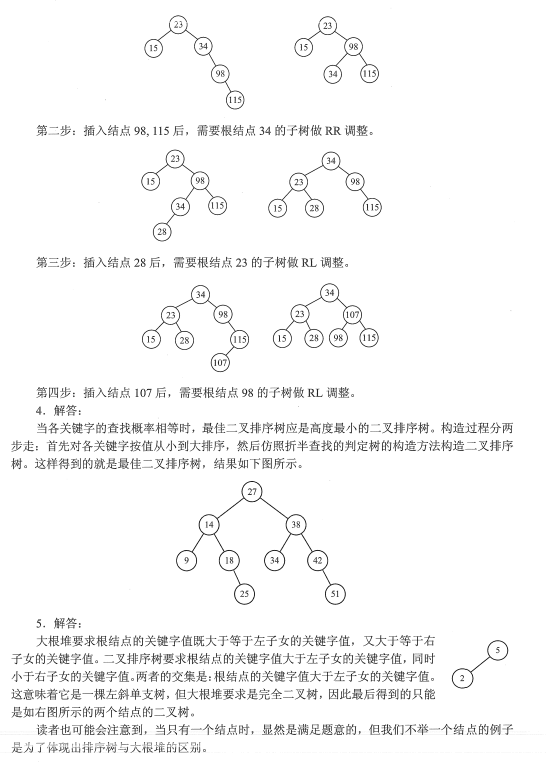 23 23
15 34 15 98
98 34 115
115
第二步：插入结点 98, 115 后，需要根结点 34 的子树做 RR 调整。
23 34
15 98 23 98
34 115 15 28 115
28
第三步：插入结点 28 后，需要根结点 23 的子树做 RL 调整。
34 34
23 98 23 107
15 28 115 15 28 98 115
107
第四步：插入结点 107 后，需要根结点 98 的子树做 RL 调整。
4．解答：
当各关键字的查找概率相等时，最佳二叉排序树应是高度最小的二叉排序树。构造过程分两
步走：首先对各关键字按值从小到大排序，然后仿照折半查找的判定树的构造方法构造二叉排序
树。这样得到的就是最佳二叉排序树，结果如下图所示。
27
14 38
9 18 34 42
25 51
5．解答：
大根堆要求根结点的关键字值既大于等于左子女的关键字值，又大于等于右
子女的关键字值。二叉排序树要求根结点的关键字值大于左子女的关键字值，同时
小于右子女的关键字值。两者的交集是：根结点的关键字值大于左子女的关键字值。
这意味着它是一棵左斜单支树，但大根堆要求是完全二叉树，因此最后得到的只能
是如右图所示的两个结点的二叉树。
5
2
读者也可能会注意到，当只有一个结点时，显然是满足题意的，但我们不举一个结点的例子
是为了体现出排序树与大根堆的区别。